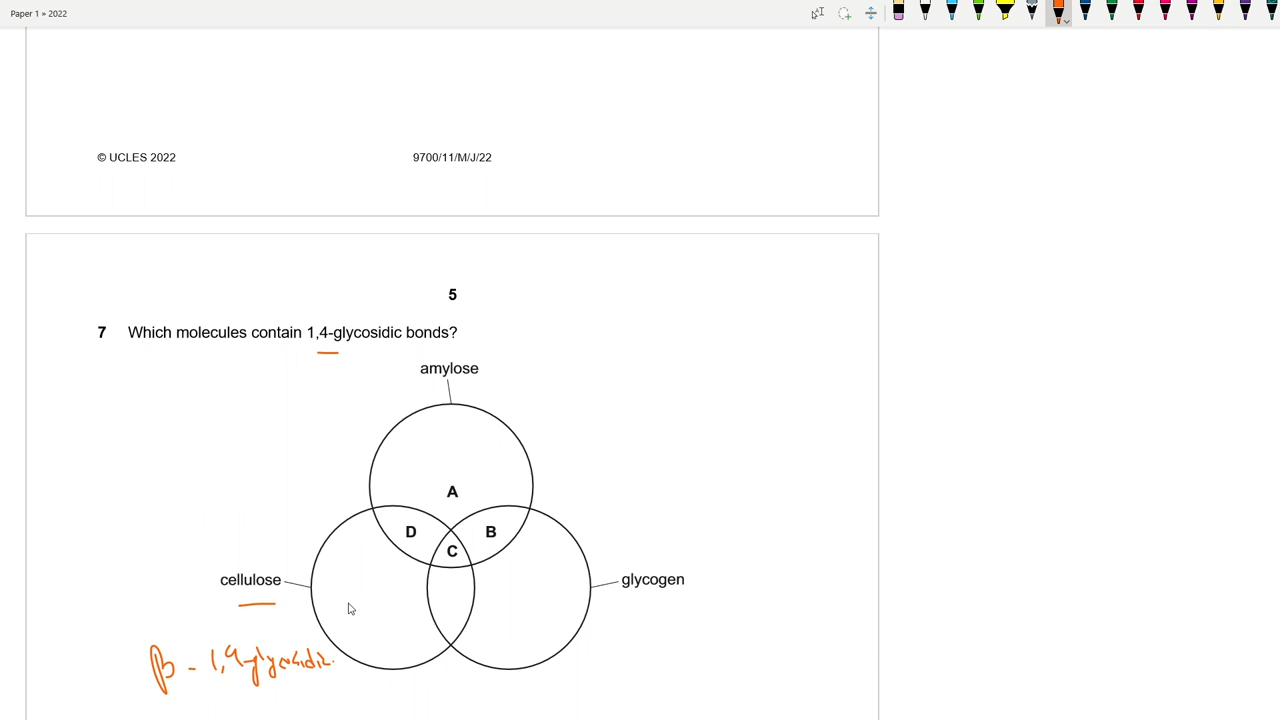 Paper 1 » 2022
© UCLES 2022 9700/11/M/J/22
5
7 Which molecules contain 1,4-glycosidic bonds?
amylose
A
D B
C
cellulose glycogen
β - 1,4-glycosidic.